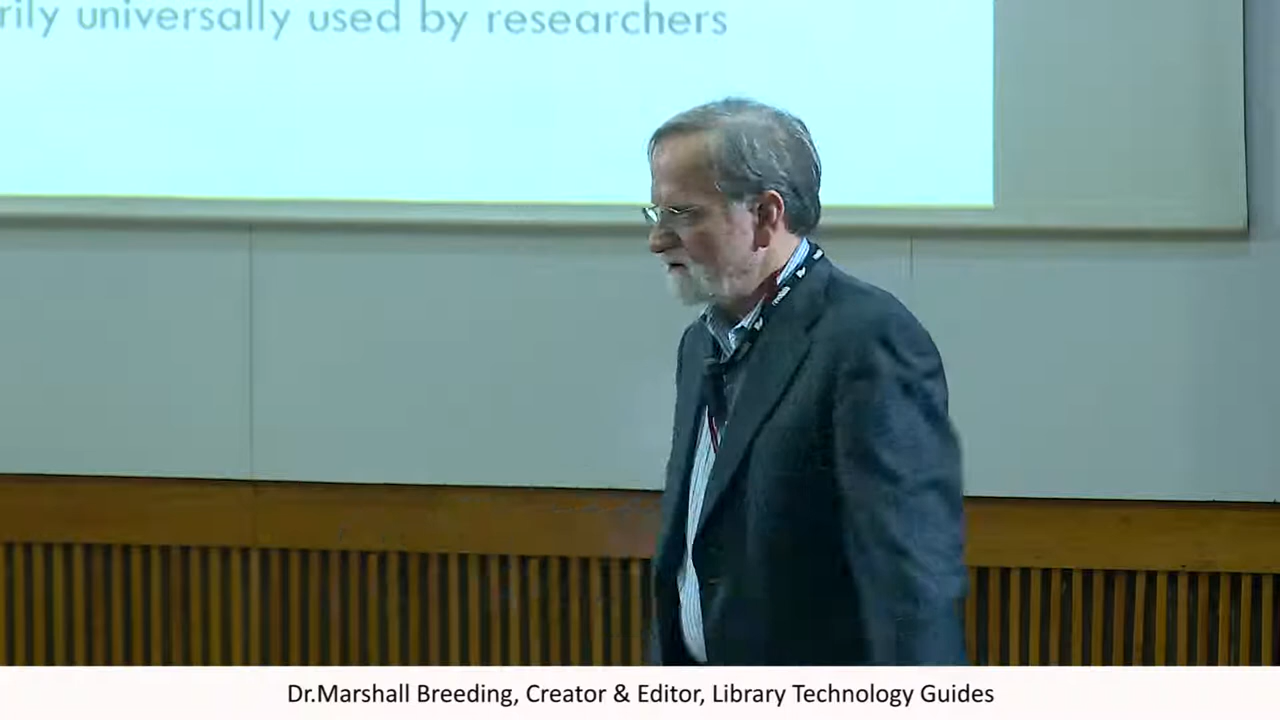 rily universally used by researchers
Dr.Marshall Breeding, Creator & Editor, Library Technology Guides